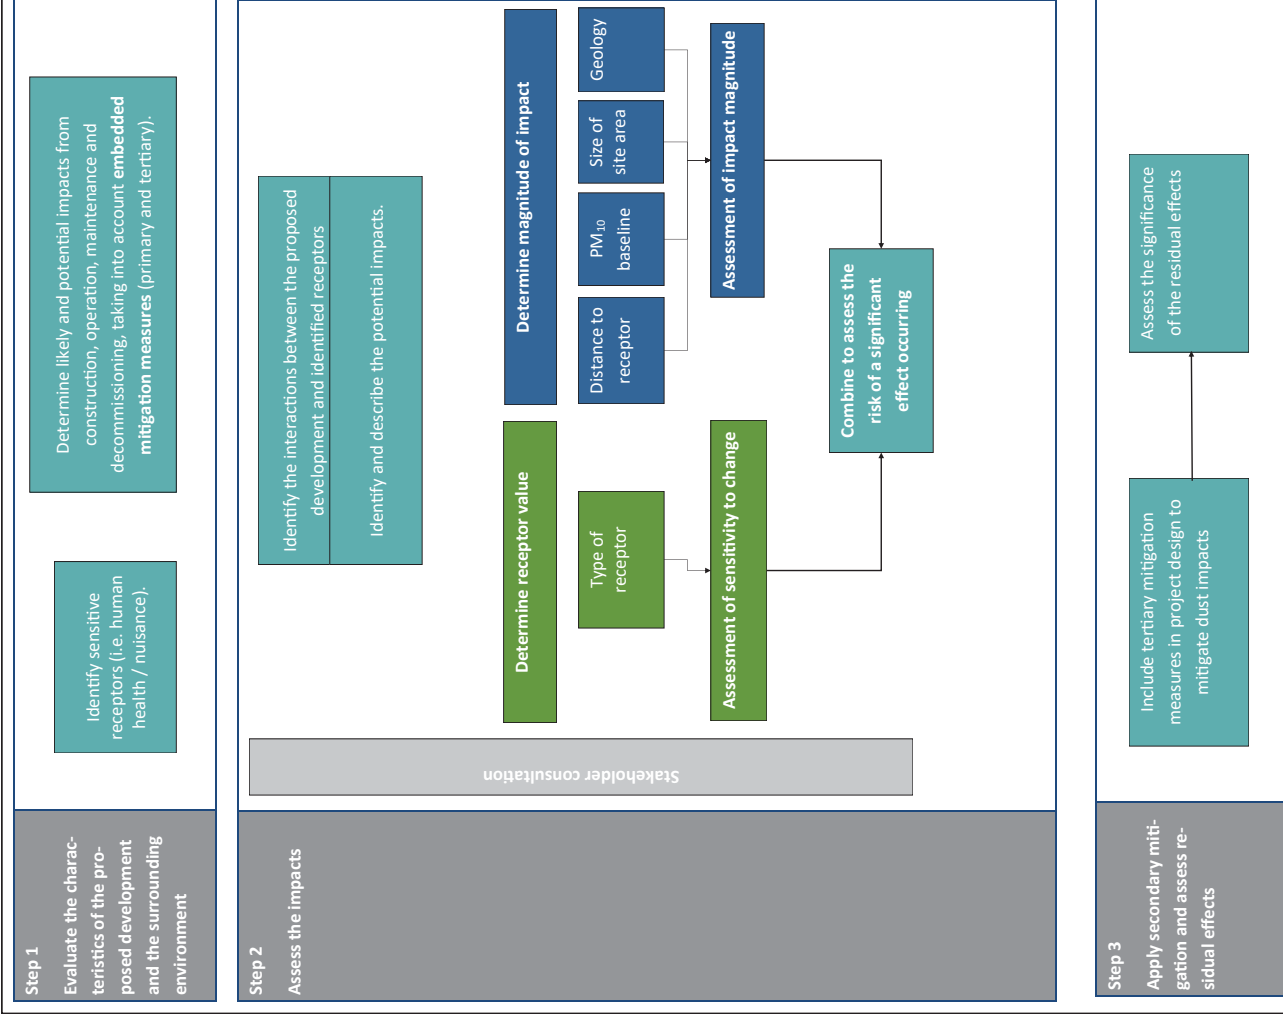 Step 1
Evaluate the charac-
teristics of the pro-
posed development
and the surrounding
environment
Identify sensitive
receptors (i.e. human
health / nuisance).
Determine likely and potential impacts from
construction, operation, maintenance and
decommissioning, taking into account embedded
mitigation measures (primary and tertiary).
Step 2
Assess the impacts
Stakeholder consultation
Identify the interactions between the proposed
development and identified receptors
Identify and describe the potential impacts.
Determine receptor value
Determine magnitude of impact
Type of
receptor
Distance to
receptor
PM₁₀
baseline
Size of
site area
Geology
Assessment of sensitivity to change
Assessment of impact magnitude
Combine to assess the
risk of a significant
effect occurring
Step 3
Apply secondary miti-
gation and assess re-
sidual effects
Include tertiary mitigation
measures in project design to
mitigate dust impacts
Assess the significance
of the residual effects